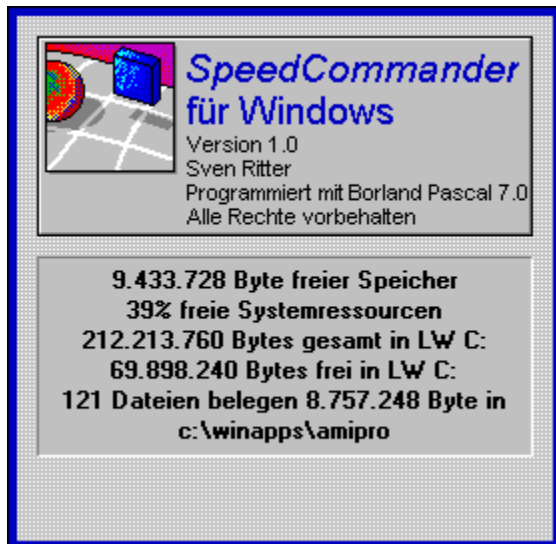 SpeedCommander
für Windows
Version 1.0
Sven Ritter
Programmiert mit Borland Pascal 7.0
Alle Rechte vorbehalten
9.433.728 Byte freier Speicher
39% freie Systemressourcen
212.213.760 Bytes gesamt in LW C:
69.898.240 Bytes frei in LW C:
121 Dateien belegen 8.757.248 Byte in
c:\winapps\amipro